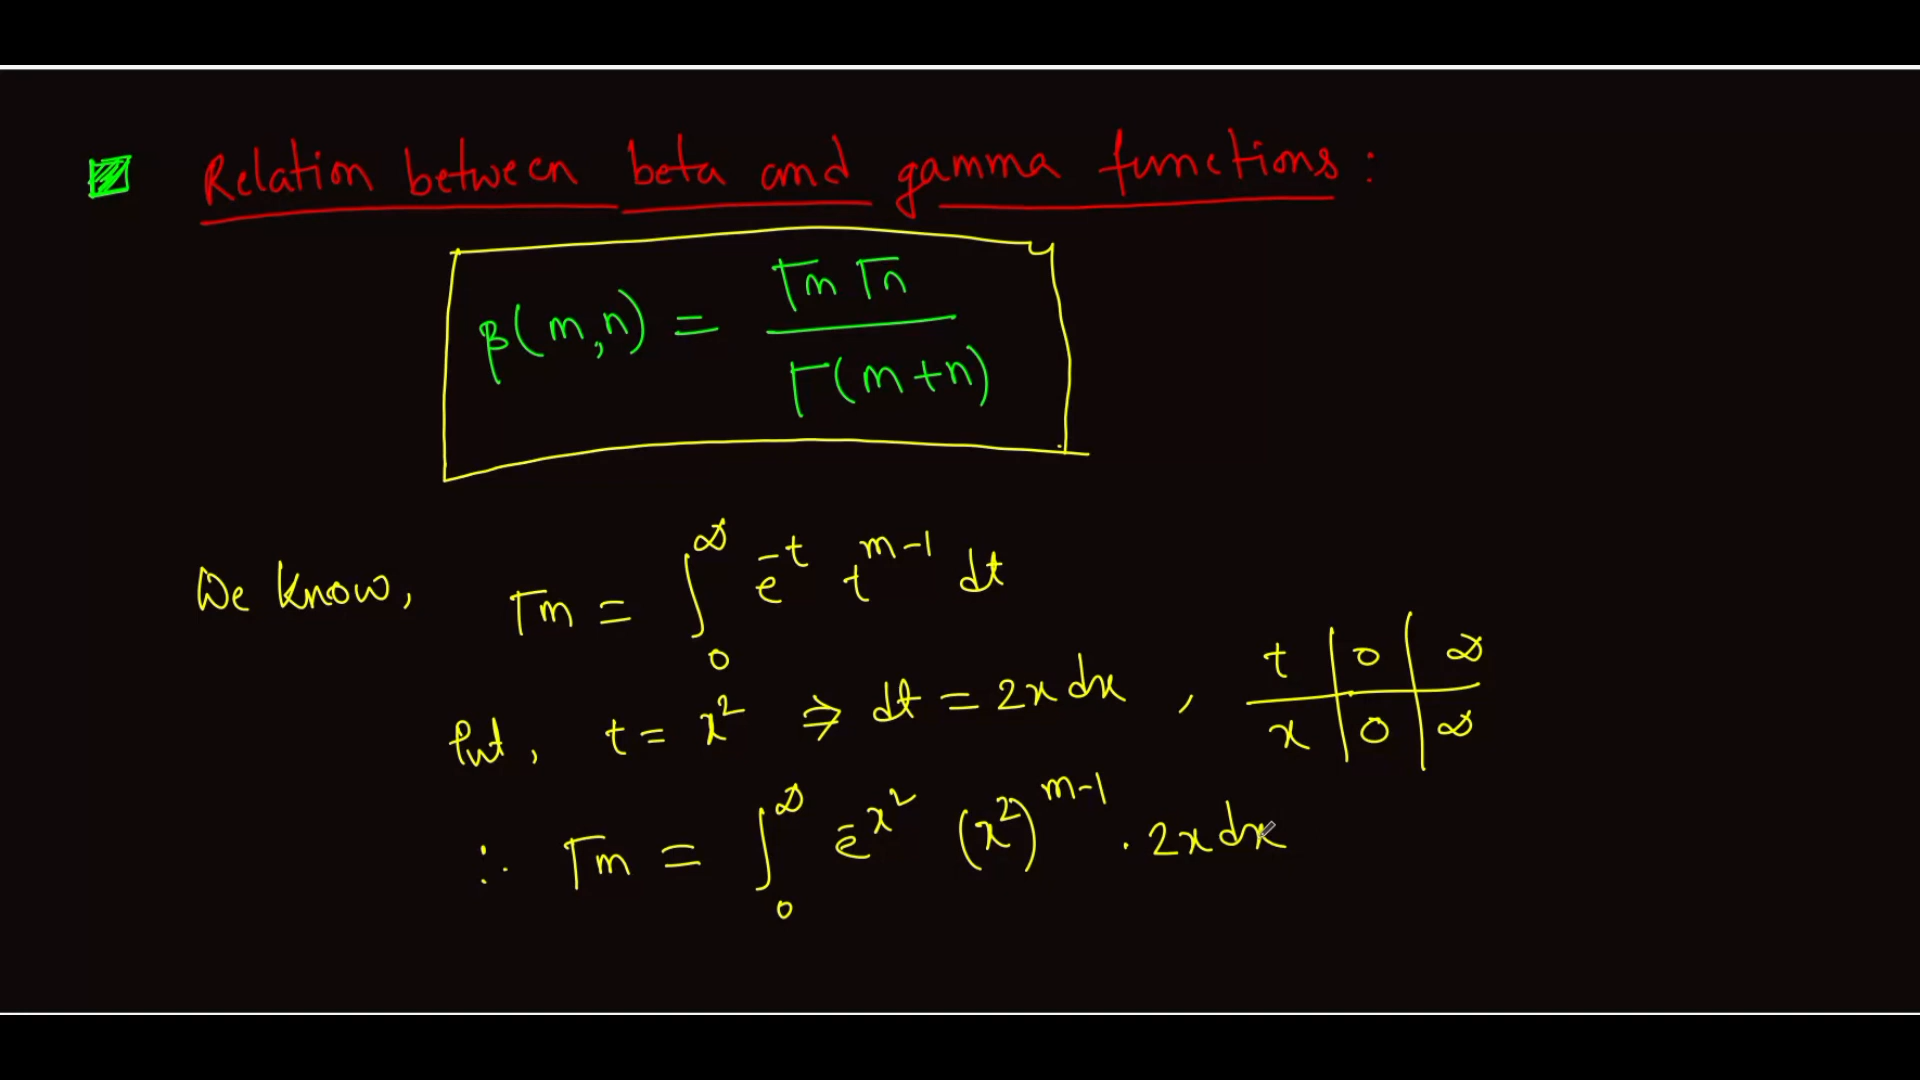 Relation between beta and gamma functions:
β(m,n) = Γm Γn / Γ(m+n)
We know, Γm = ∫₀^∞ e^-t t^m-1 dt
Put, t = x² ⇒ dt = 2x dx , t | 0 | ∞
x | 0 | ∞
∴ Γm = ∫₀^∞ e^-x² (x²)^m-1 . 2x dx